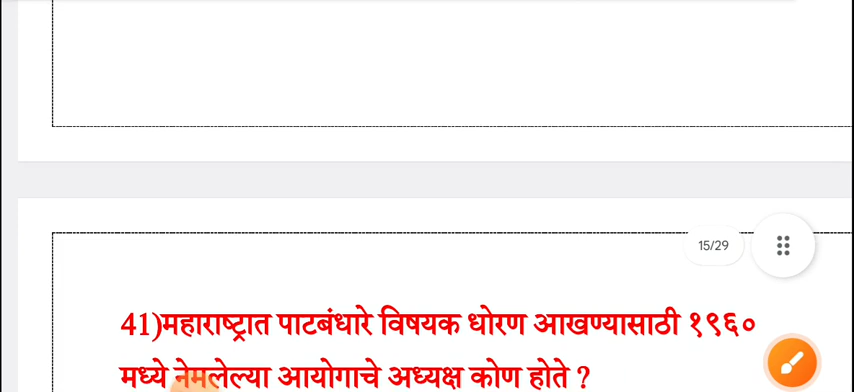 15/29
41)महाराष्ट्रात पाटबंधारे विषयक धोरण आखण्यासाठी १९६०
मध्ये नेमलेल्या आयोगाचे अध्यक्ष कोण होते ?